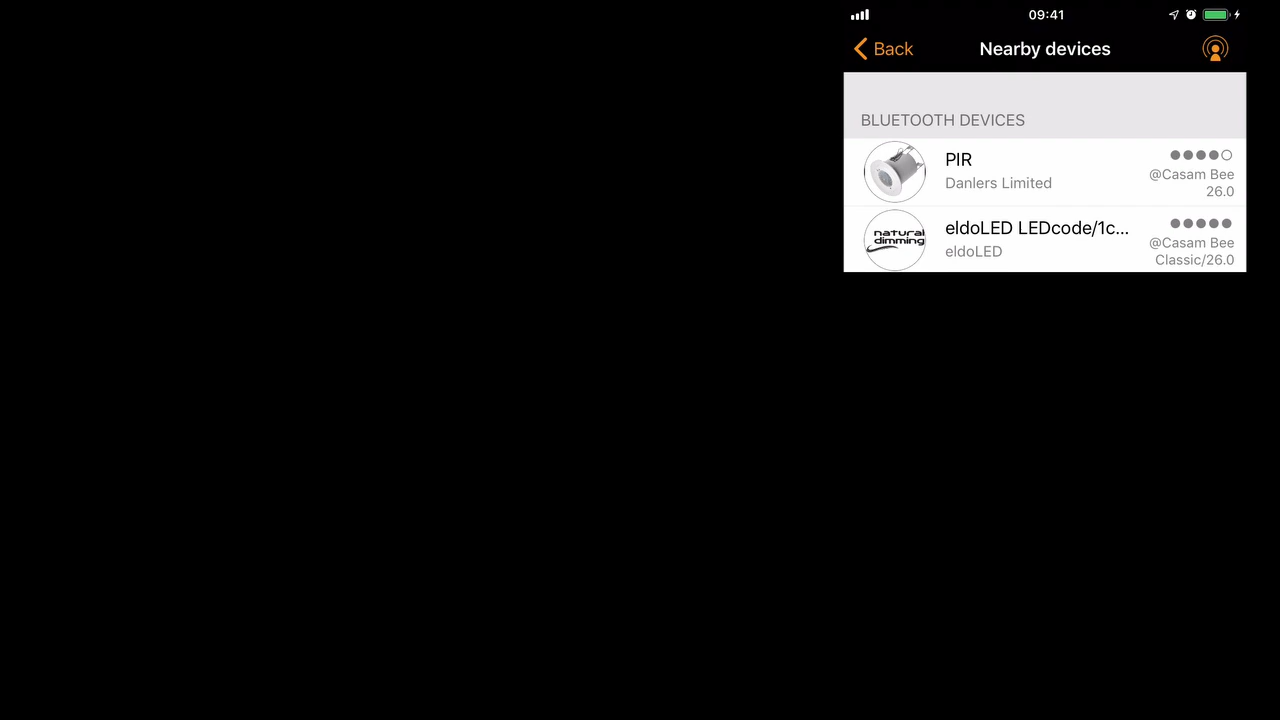 09:41
Back
Nearby devices
BLUETOOTH DEVICES
PIR
Danlers Limited
@Casam Bee
26.0
natural
dimming
eldoLED LEDcode/1c...
eldoLED
@Casam Bee
Classic/26.0